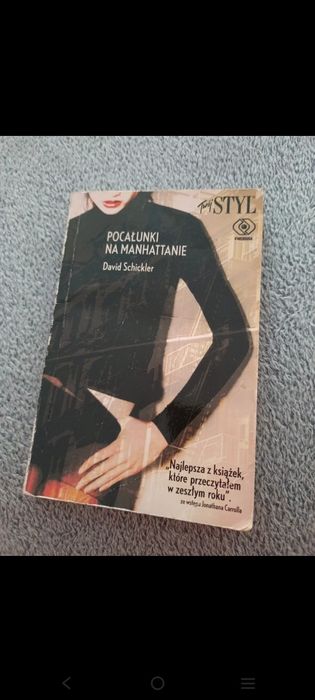 Twój STYL
POCAŁUNKI
NA MANHATTANIE
David Schickler
„Najlepsza z książek,
które przeczytałem
w zeszłym roku".
ze wstępu Jonathana Carrolla